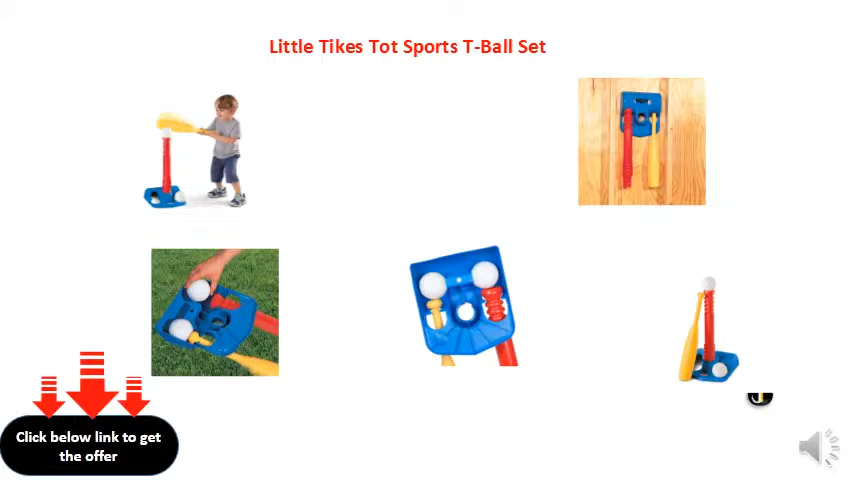 Little Tikes Tot Sports T-Ball Set
Click below link to get
the offer